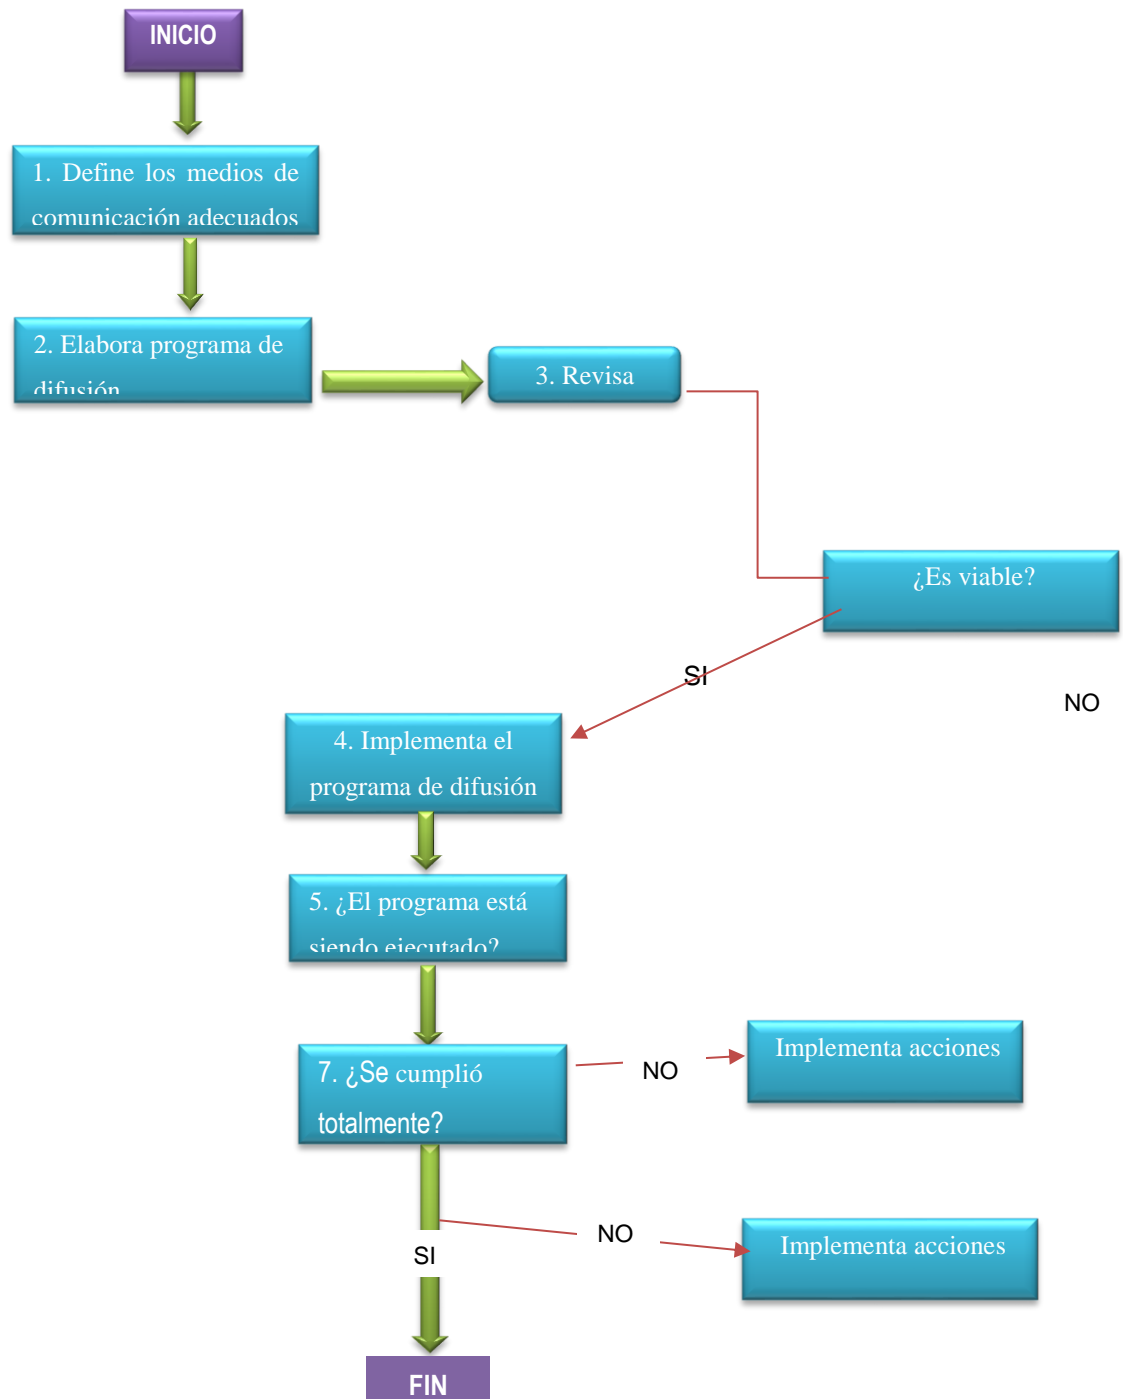 INICIO
1. Define los medios de
comunicación adecuados
2. Elabora programa de
difusión
3. Revisa
¿Es viable?
SI
NO
4. Implementa el
programa de difusión
5. ¿El programa está
siendo ejecutado?
7. ¿Se cumplió
totalmente?
NO
Implementa acciones
NO
Implementa acciones
SI
FIN